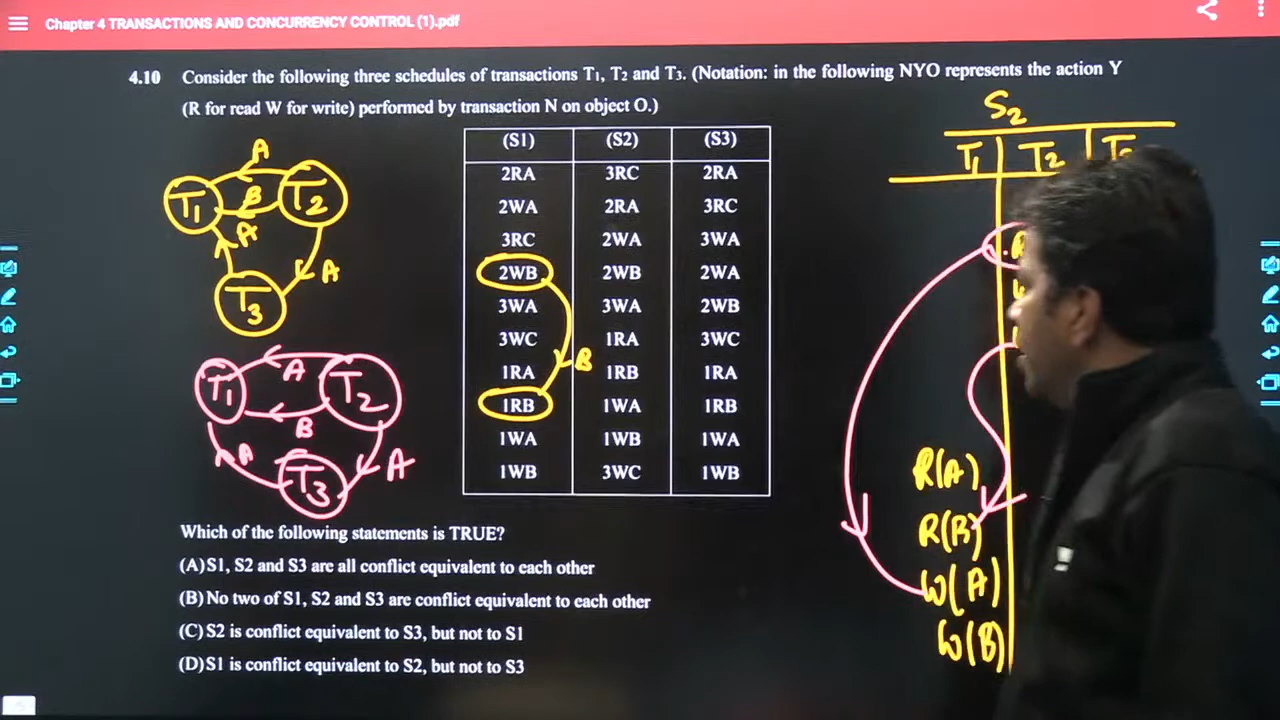 Chapter 4 TRANSACTIONS AND CONCURRENCY CONTROL (1).pdf
4.10 Consider the following three schedules of transactions T1, T2 and T3. (Notation: in the following NYO represents the action Y
(R for read W for write) performed by transaction N on object O.)
(S1) (S2) (S3)
2RA 3RC 2RA
2WA 2RA 3RC
3RC 2WA 3WA
2WB 2WB 2WA
3WA 3WA 2WB
3WC 1RA 3WC
1RA 1RB 1RA
1RB 1WA 1RB
1WA 1WB 1WA
1WB 3WC 1WB
B
A
T1 B T2
A A
T3
T1 A T2
B
A A
T3
Which of the following statements is TRUE?
(A) S1, S2 and S3 are all conflict equivalent to each other
(B) No two of S1, S2 and S3 are conflict equivalent to each other
(C) S2 is conflict equivalent to S3, but not to S1
(D) S1 is conflict equivalent to S2, but not to S3
S2
T1 T2
R(A)
R(B)
W(A)
W(B)